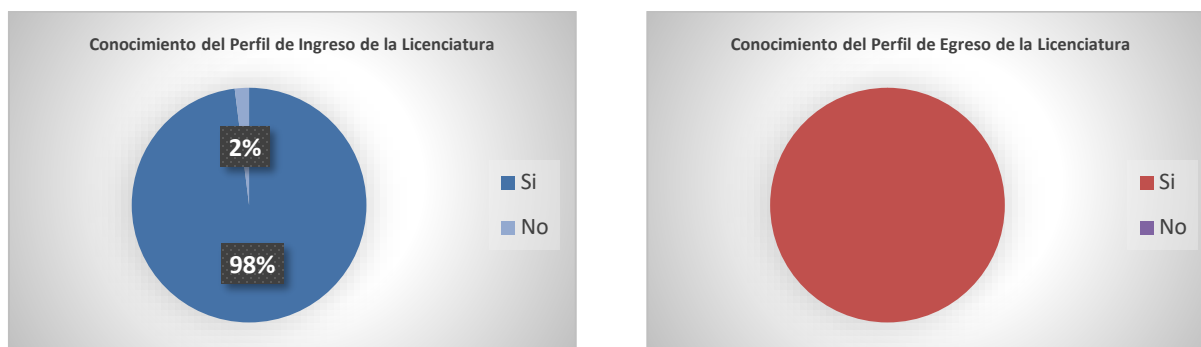 Conocimiento del Perfil de Ingreso de la Licenciatura
2%
98%
Si
No
Conocimiento del Perfil de Egreso de la Licenciatura
Si
No